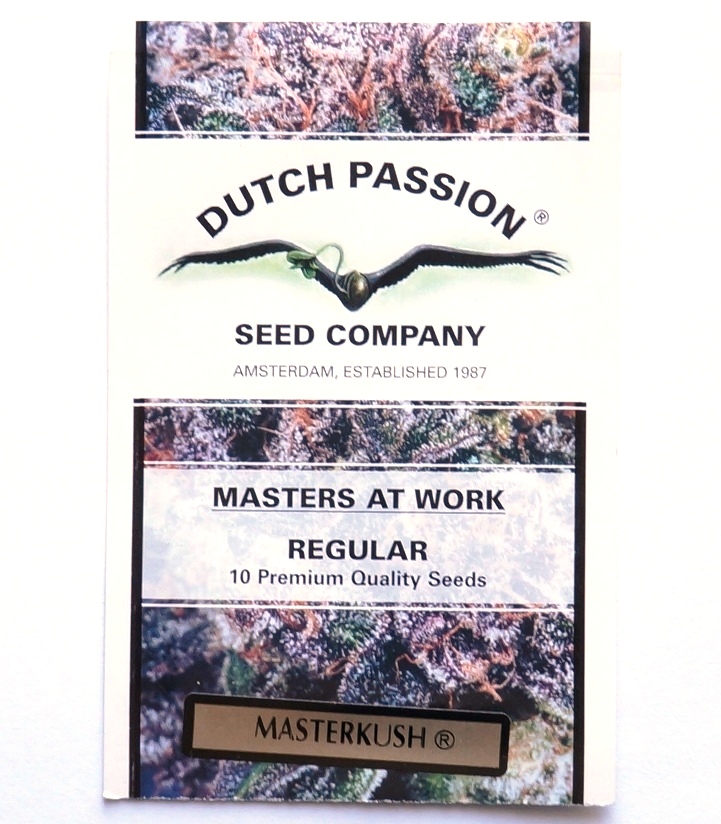 DUTCH PASSION ®
SEED COMPANY
AMSTERDAM, ESTABLISHED 1987
MASTERS AT WORK
REGULAR
10 Premium Quality Seeds
MASTERKUSH ®